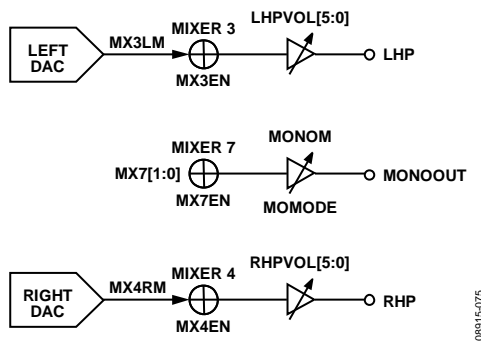 LEFT
DAC
MX3LM
MIXER 3
MX3EN
LHPVOL[5:0]
LHP
MIXER 7
MX7[1:0]
MX7EN
MONOM
MOMODE
MONOOUT
RIGHT
DAC
MX4RM
MIXER 4
MX4EN
RHPVOL[5:0]
RHP
08915-075